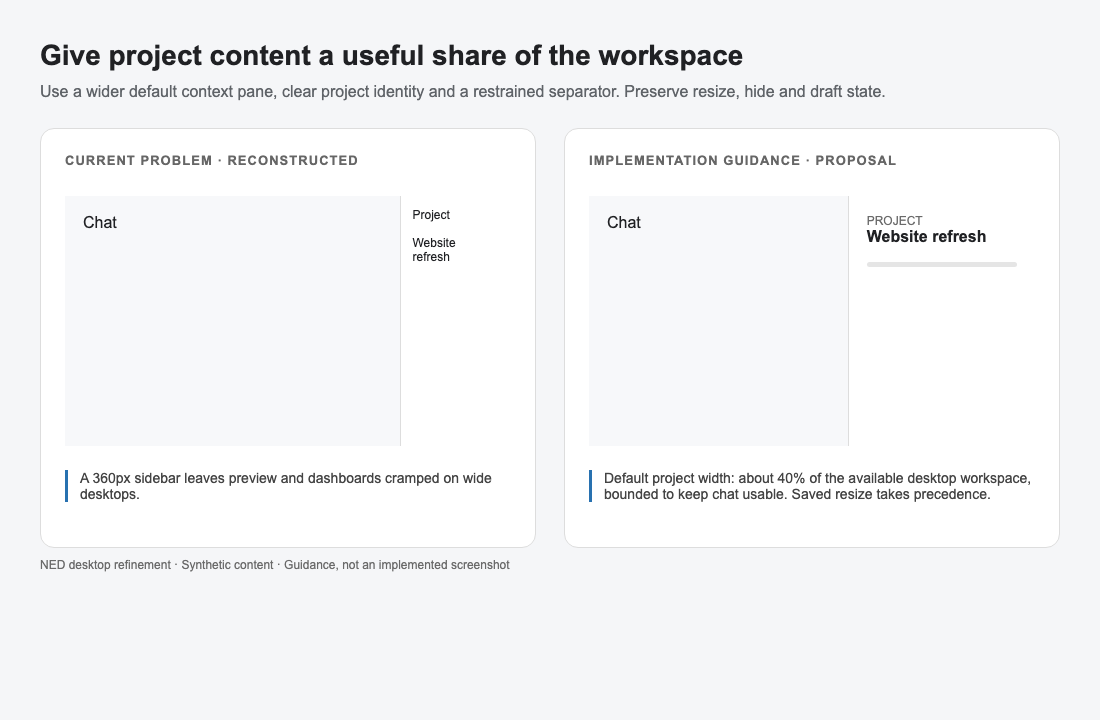 Give project content a useful share of the workspace
Use a wider default context pane, clear project identity and a restrained separator. Preserve resize, hide and draft state.
CURRENT PROBLEM · RECONSTRUCTED
Chat
Project
Website
refresh
A 360px sidebar leaves preview and dashboards cramped on wide
desktops.
IMPLEMENTATION GUIDANCE · PROPOSAL
Chat
PROJECT
Website refresh
Default project width: about 40% of the available desktop workspace,
bounded to keep chat usable. Saved resize takes precedence.
NED desktop refinement · Synthetic content · Guidance, not an implemented screenshot